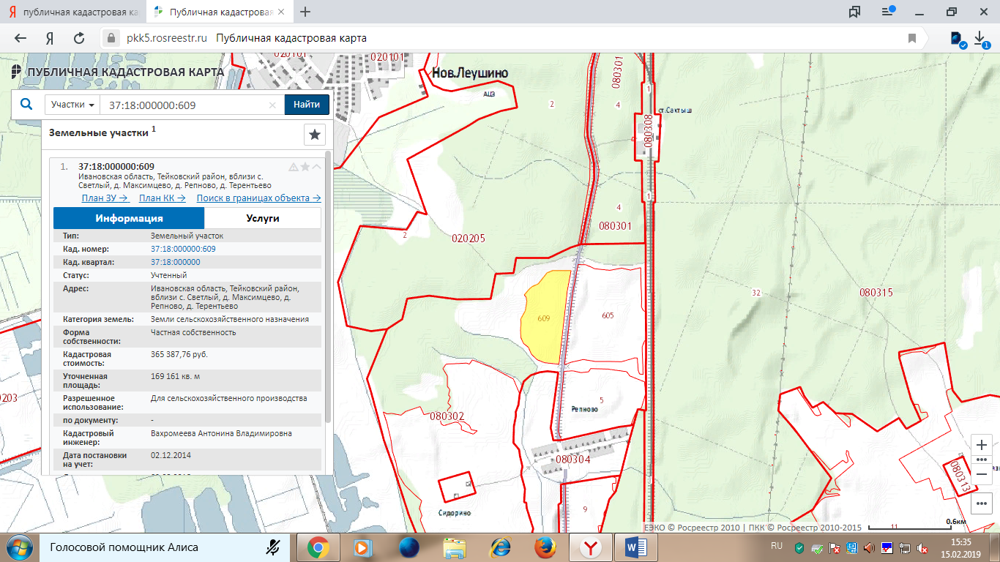 публичная кадастровая ка
Публичная кадастровая
pkk5.rosreestr.ru Публичная кадастровая карта
1
ПУБЛИЧНАЯ КАДАСТРОВАЯ КАРТА
Участки
37:18:000000:609
Найти
Земельные участки 1
1. 37:18:000000:609
Ивановская область, Тейковский район, вблизи с.
Светлый, д. Максимцево, д. Репново, д. Терентьево
План ЗУ → План КК → Поиск в границах объекта →
Информация Услуги
Тип: Земельный участок
Кад. номер: 37:18:000000:609
Кад. квартал: 37:18:000000
Статус: Учтенный
Адрес: Ивановская область, Тейковский район,
вблизи с. Светлый, д. Максимцево, д.
Репново, д. Терентьево
Категория земель: Земли сельскохозяйственного назначения
Форма Частная собственность
собственности:
Кадастровая 365 387,76 руб.
стоимость:
Уточненная 169 161 кв. м
площадь:
Разрешенное Для сельскохозяйственного производства
использование:
по документу: -
Кадастровый Вахромеева Антонина Владимировна
инженер:
Дата постановки 02.12.2014
на учет:
020101
020101
Нов.Леушино
АЦЗ
2
4
080301
1
ст.Сахтыш
080308
1
4
080301
2
020205
609
605
32
080315
0203
5
Репново
080302
080304
080313
Сидорино
9
11
0.6км
ЕЭКО © Росреестр 2010 | ПКК © Росреестр 2010-2015
Голосовой помощник Алиса
RU
15:35
15.02.2019